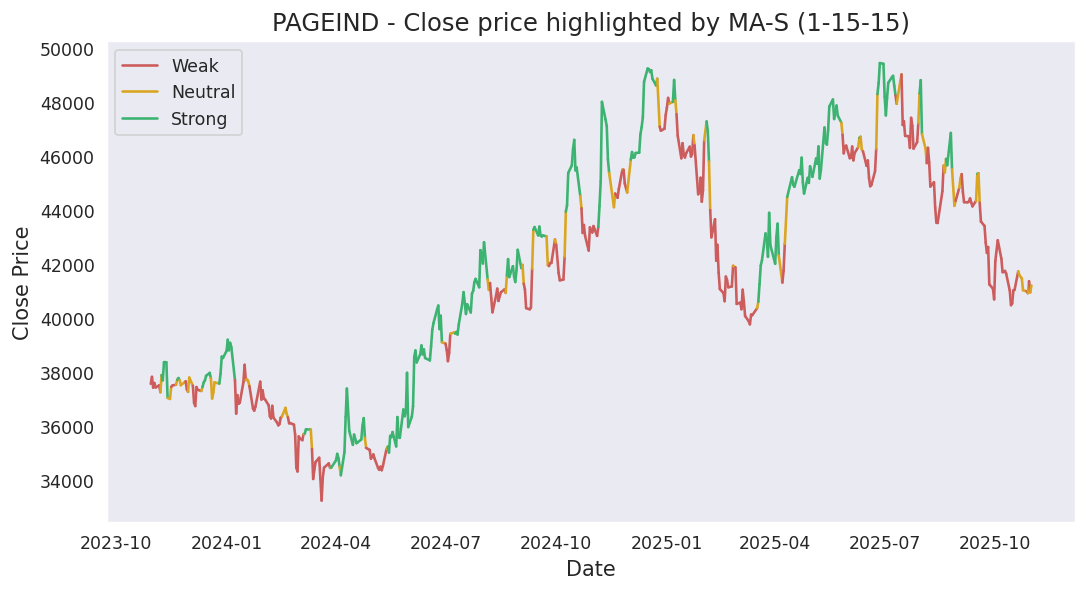 PAGEIND - Close price highlighted by MA-S (1-15-15)
Weak
Neutral
Strong
Close Price
50000
48000
46000
44000
42000
40000
38000
36000
34000
2023-10 2024-01 2024-04 2024-07 2024-10 2025-01 2025-04 2025-07 2025-10
Date